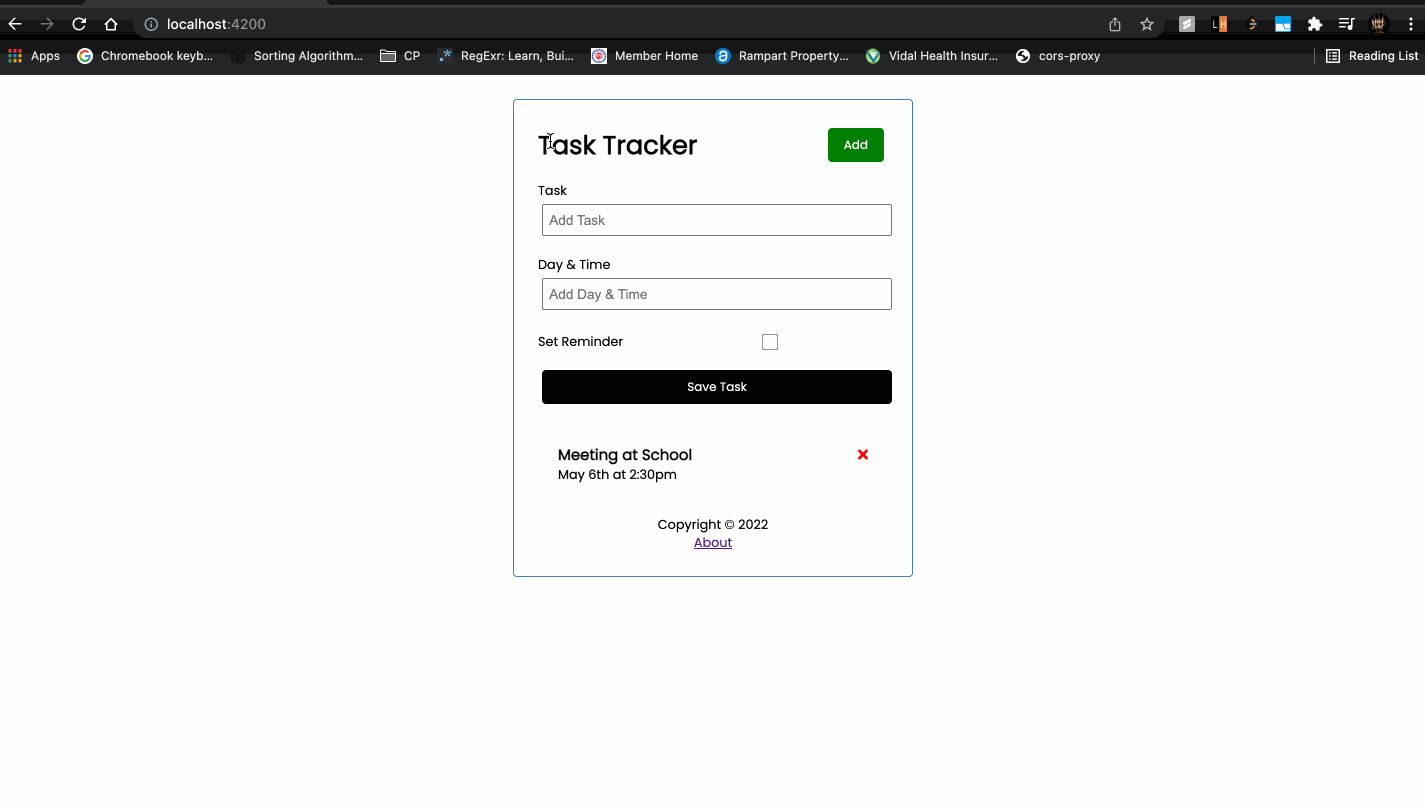 localhost:4200
Apps Chromebook keyb... Sorting Algorithm... CP RegExr: Learn, Bui... Member Home Rampart Property... Vidal Health Insur... cors-proxy Reading List
Task Tracker Add
Task
Add Task
Day & Time
Add Day & Time
Set Reminder
Save Task
Meeting at School
May 6th at 2:30pm
Copyright © 2022
About